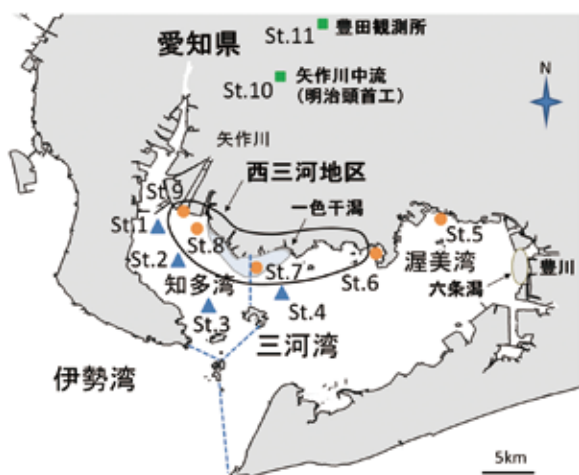 St.11
豊田観測所
愛知県
St.10
矢作川中流
(明治頭首工)
N
矢作川
西三河地区
St.9
一色干潟
St.1
St.8
St.5
St.2
St.7
St.6
渥美湾
豊川
知多湾
六条潟
St.3
St.4
三河湾
伊勢湾
5km